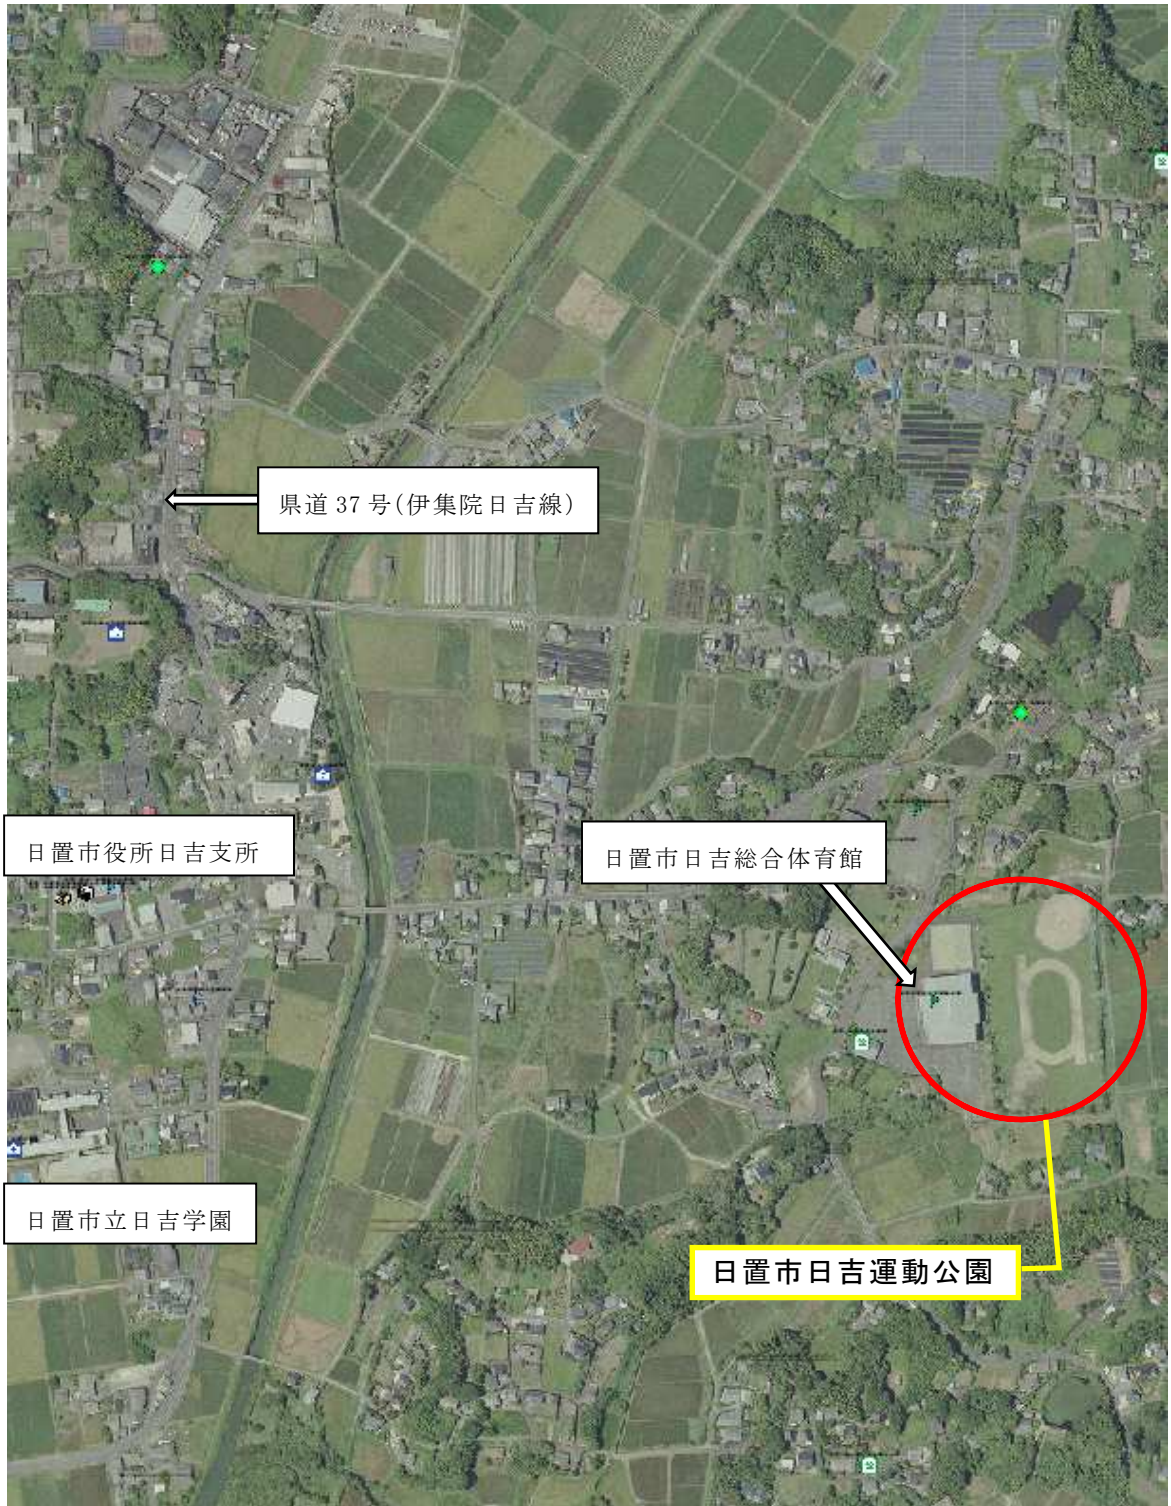 県道 37 号(伊集院日吉線)
日置市役所日吉支所
日置市日吉総合体育館
日置市立日吉学園
日置市日吉運動公園